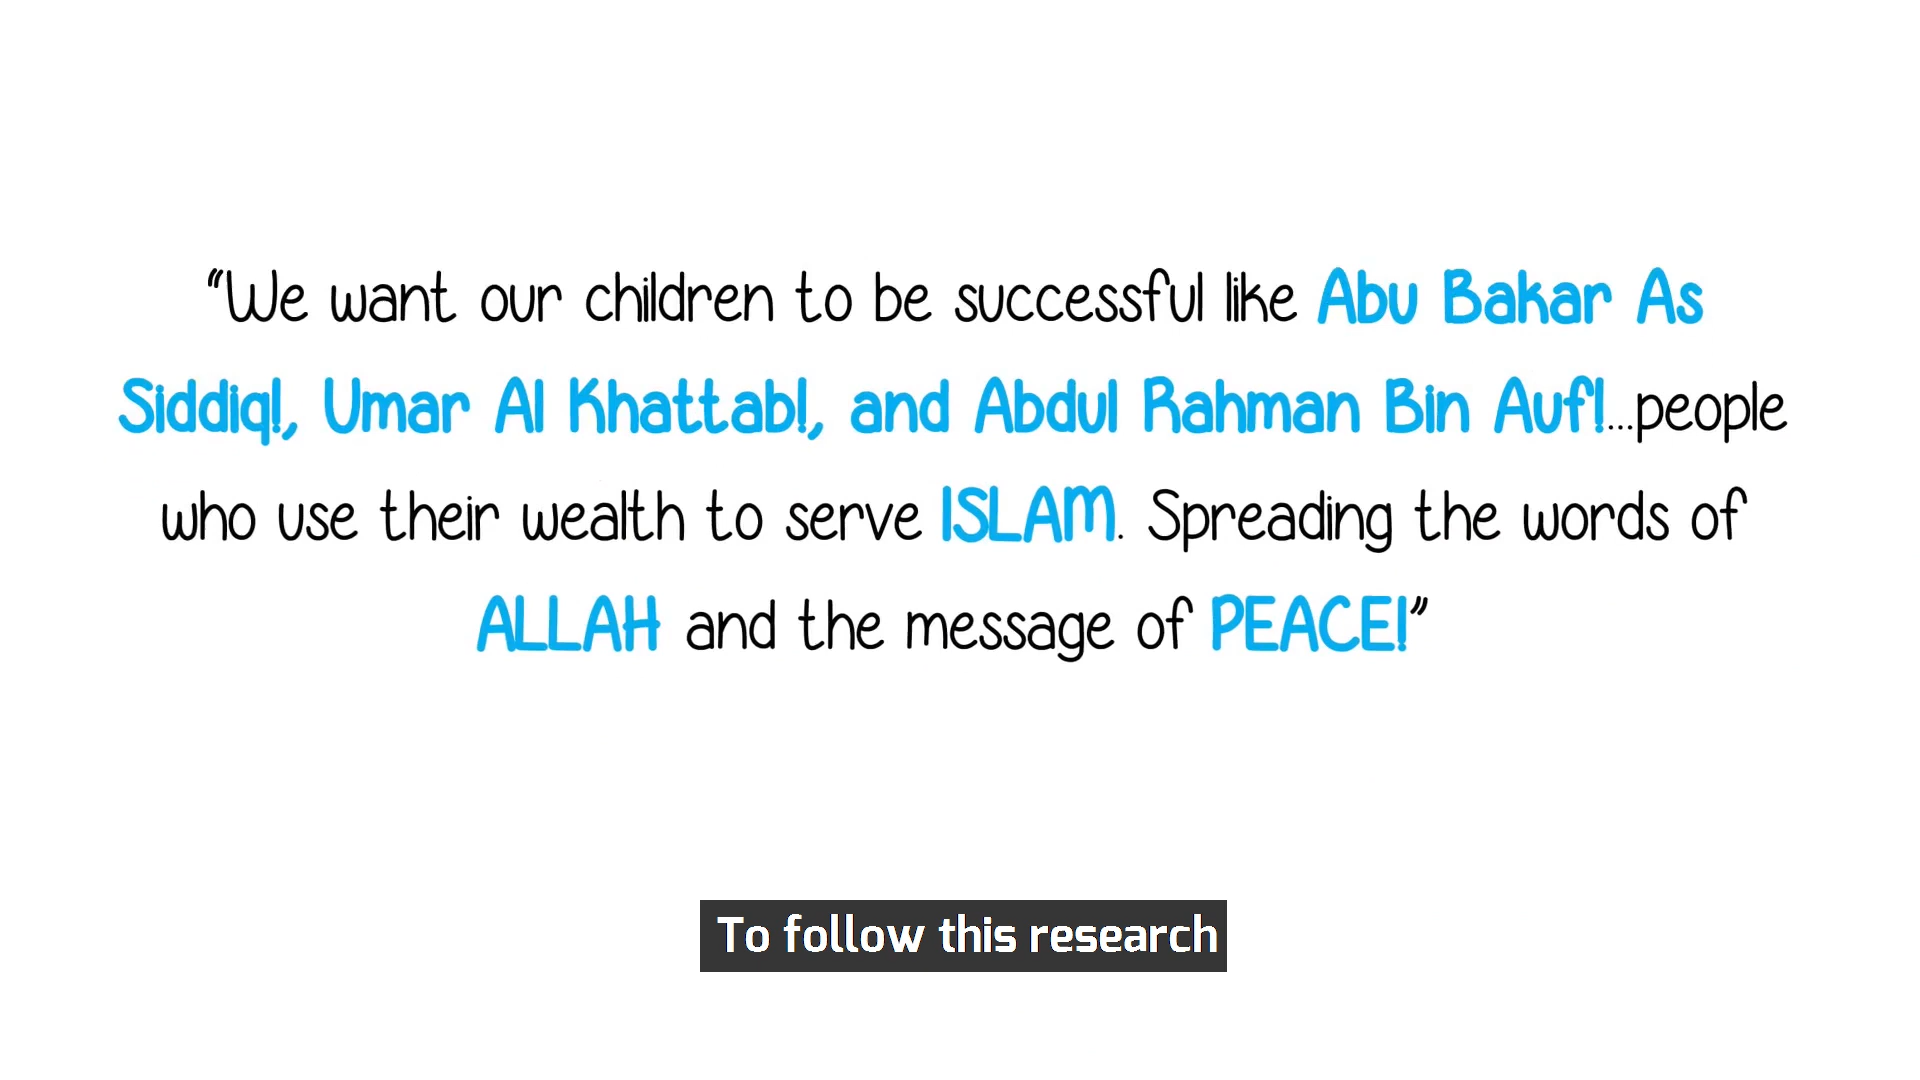 “We want our children to be successful like Abu Bakar As
Siddiq!, Umar Al Khattab!, and Abdul Rahman Bin Auf!...people
who use their wealth to serve ISLAM. Spreading the words of
ALLAH and the message of PEACE!”
To follow this research